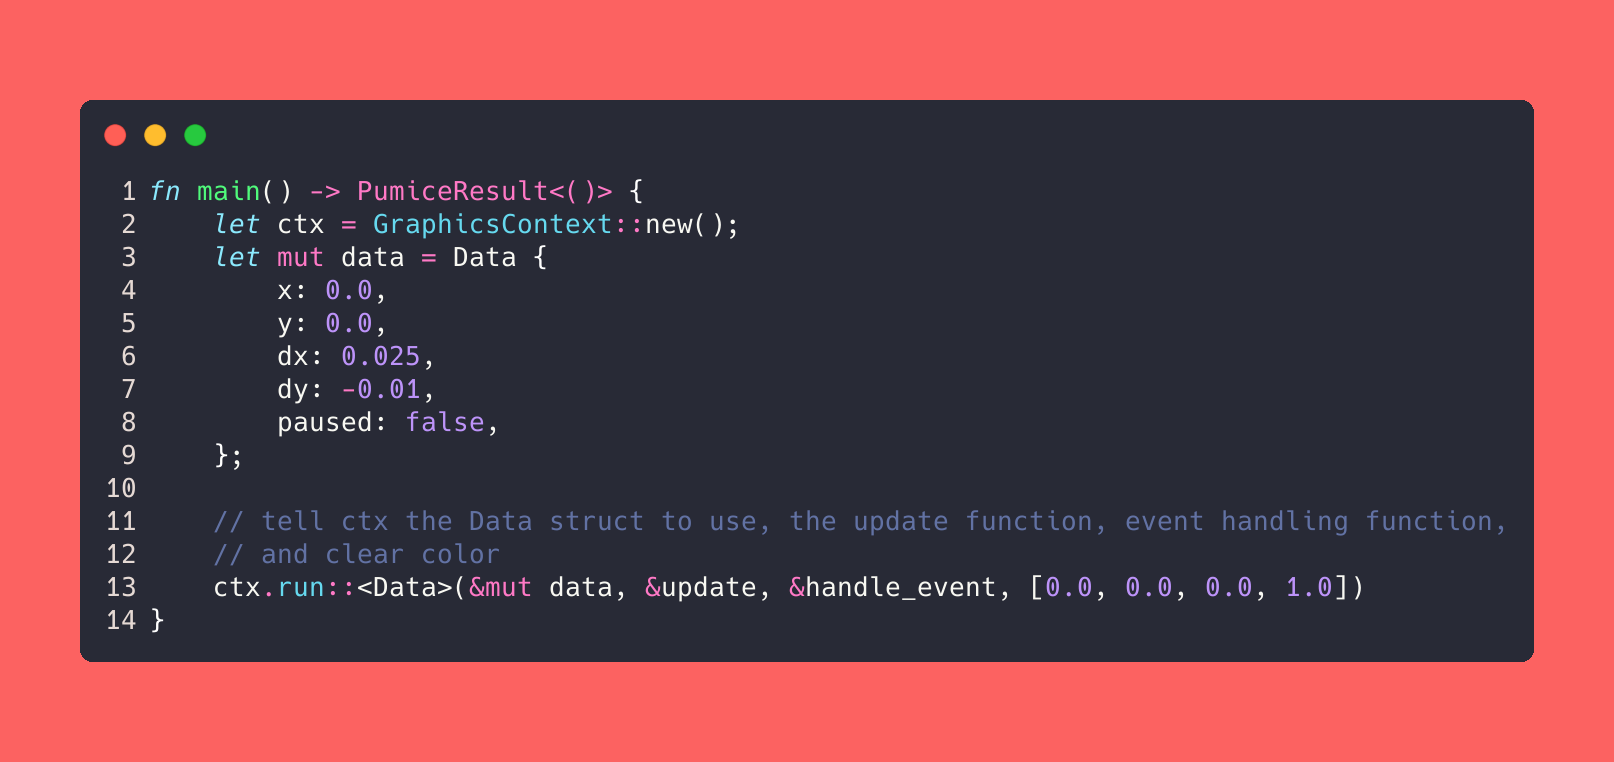 1 fn main() -> PumiceResult<()> {
2     let ctx = GraphicsContext::new();
3     let mut data = Data {
4         x: 0.0,
5         y: 0.0,
6         dx: 0.025,
7         dy: -0.01,
8         paused: false,
9     };
10
11     // tell ctx the Data struct to use, the update function, event handling function,
12     // and clear color
13     ctx.run::<Data>(&mut data, &update, &handle_event, [0.0, 0.0, 0.0, 1.0])
14 }